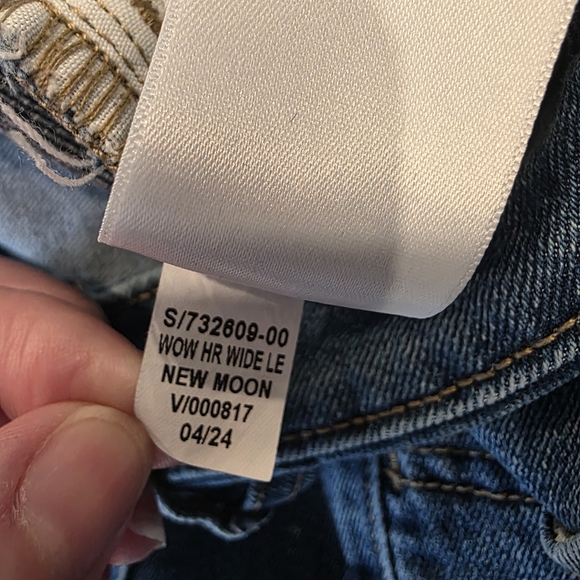 S/732609-00
WOW HR WIDE LE
NEW MOON
V/000817
04/24